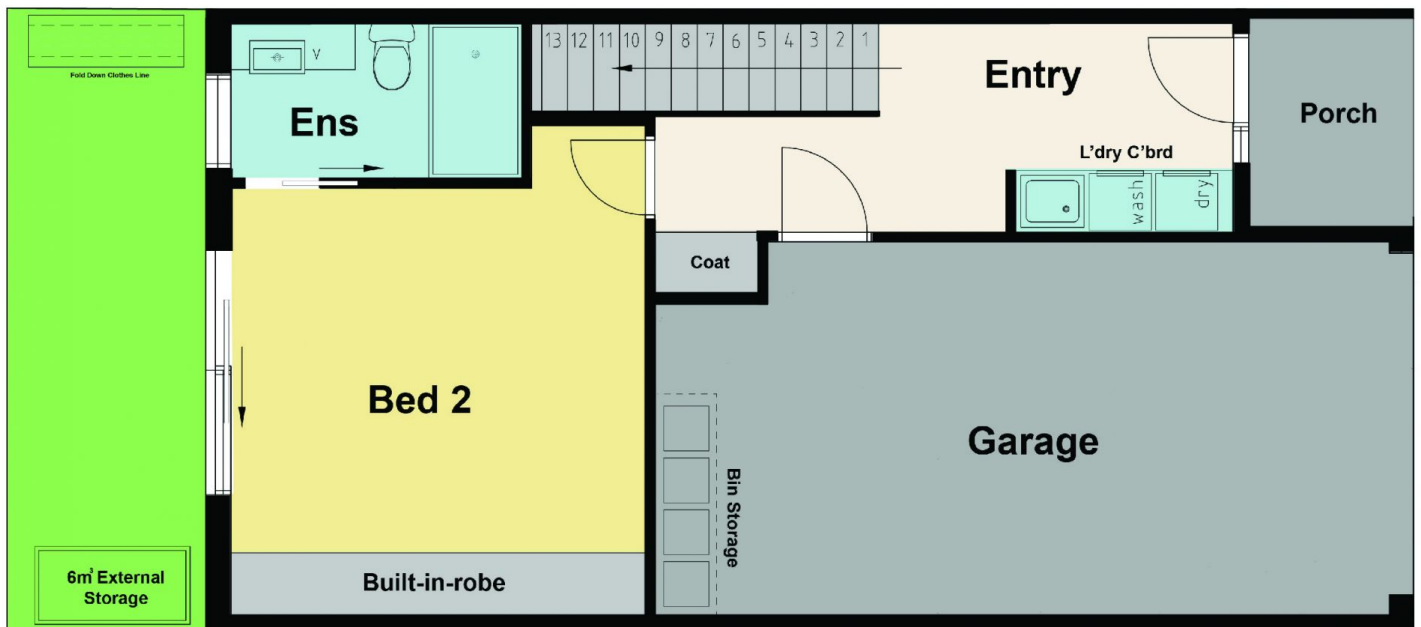 Fold Down Clothes Line
V
Ens
13 12 11 10 9 8 7 6 5 4 3 2 1
Entry
Porch
L'dry C'brd
wash
dry
Coat
Bed 2
Garage
Bin Storage
Built-in-robe
6m³ External
Storage